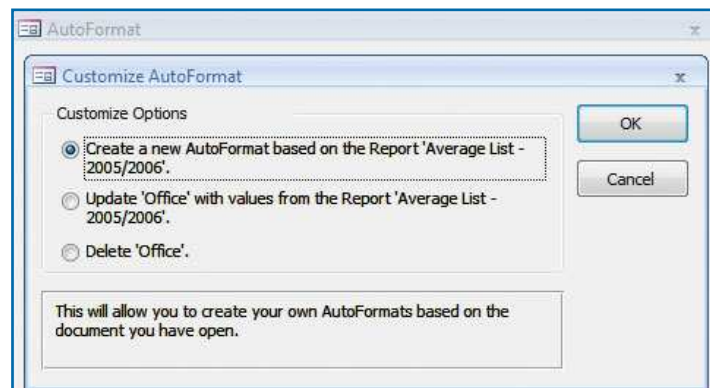 AutoFormat
Customize AutoFormat
Customize Options
Create a new AutoFormat based on the Report 'Average List -
2005/2006'.
Update 'Office' with values from the Report 'Average List -
2005/2006'.
Delete 'Office'.
OK
Cancel
This will allow you to create your own AutoFormats based on the
document you have open.